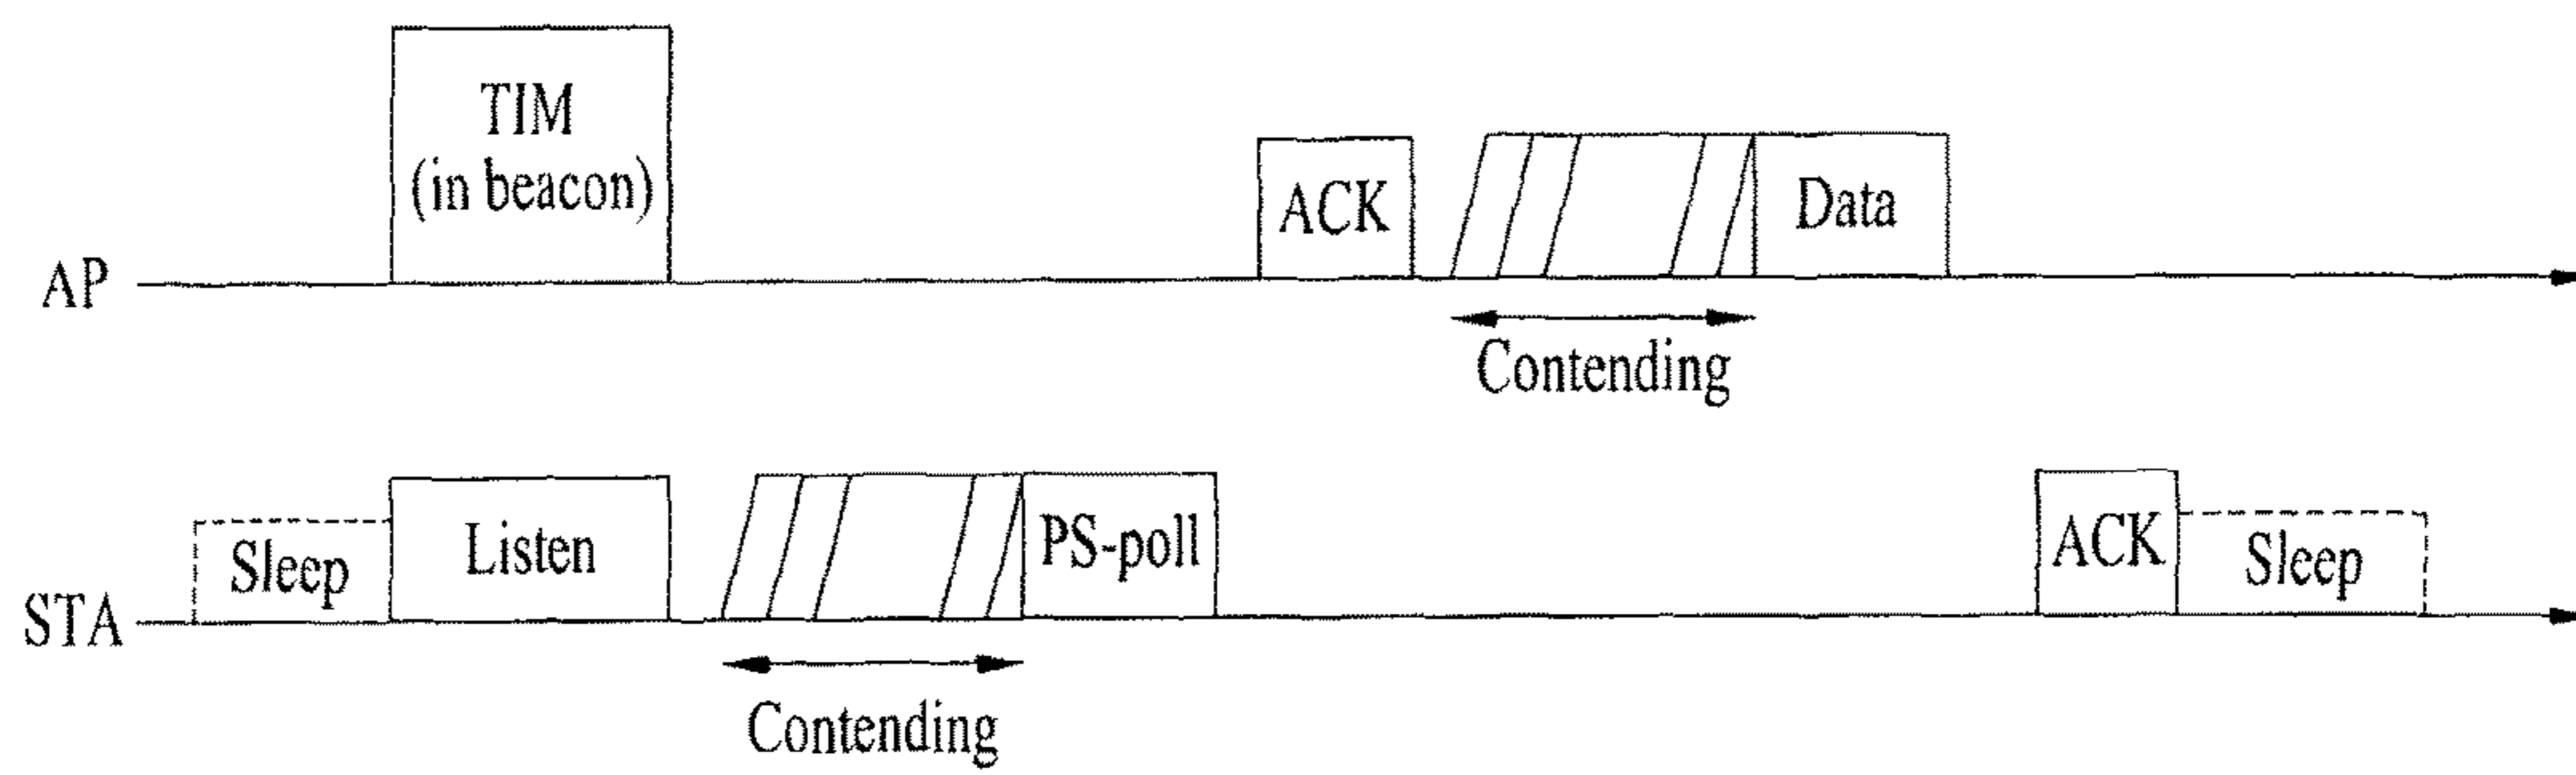 TIM
(in beacon)
ACK
Data
AP
Contending
Sleep
Listen
PS-poll
ACK
Sleep
STA
Contending